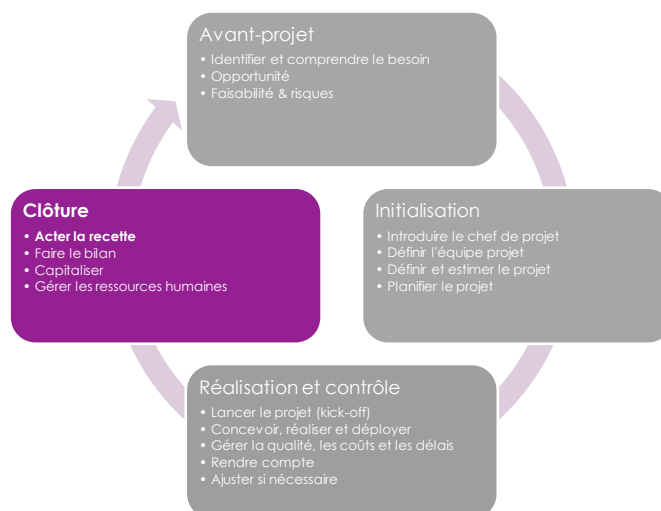 Avant-projet
• Identifier et comprendre le besoin
• Opportunité
• Faisabilité & risques
Clôture
• Acter la recette
• Faire le bilan
• Capitaliser
• Gérer les ressources humaines
Initialisation
• Introduire le chef de projet
• Définir l'équipe projet
• Définir et estimer le projet
• Planifier le projet
Réalisation et contrôle
• Lancer le projet (kick-off)
• Concevoir, réaliser et déployer
• Gérer la qualité, les coûts et les délais
• Rendre compte
• Ajuster si nécessaire